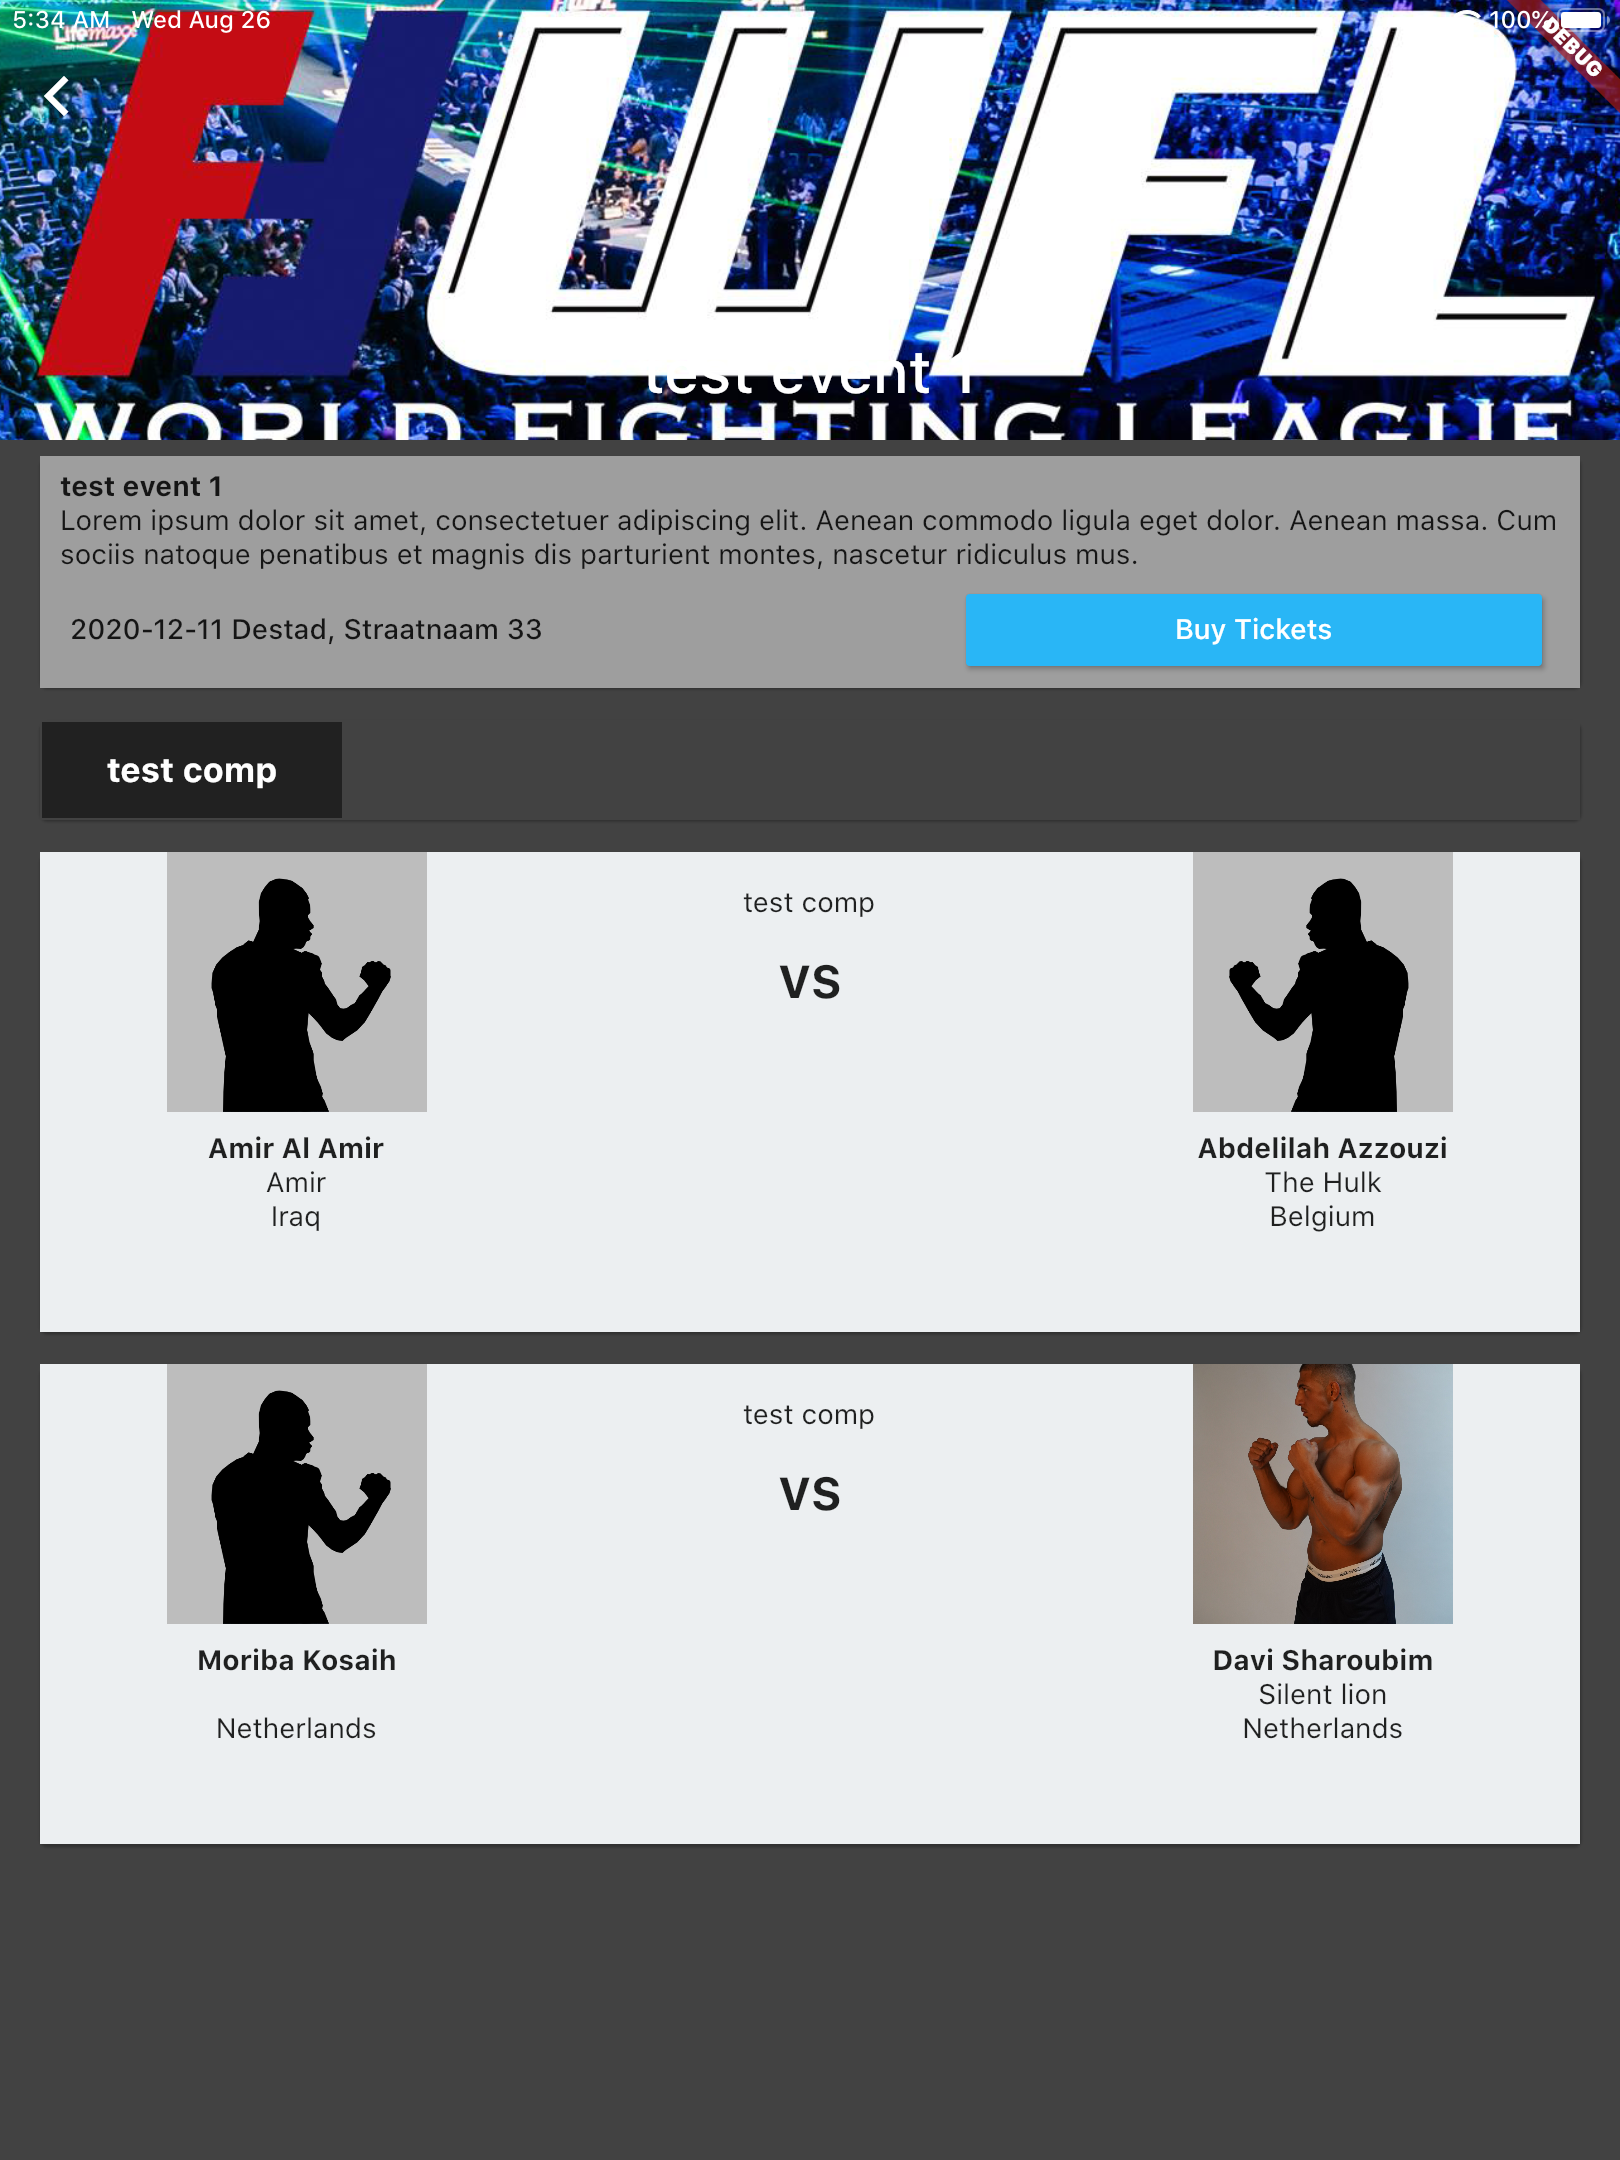 5:34 AM Wed Aug 26
100%
DEBUG
Lifemaxx
WFL
test event 1
WORLD FIGHTING LEAGUE
test event 1
Lorem ipsum dolor sit amet, consectetuer adipiscing elit. Aenean commodo ligula eget dolor. Aenean massa. Cum
sociis natoque penatibus et magnis dis parturient montes, nascetur ridiculus mus.
2020-12-11 Destad, Straatnaam 33
Buy Tickets
test comp
test comp
VS
Amir Al Amir
Amir
Iraq
Abdelilah Azzouzi
The Hulk
Belgium
test comp
VS
Moriba Kosaih
Netherlands
Davi Sharoubim
Silent lion
Netherlands